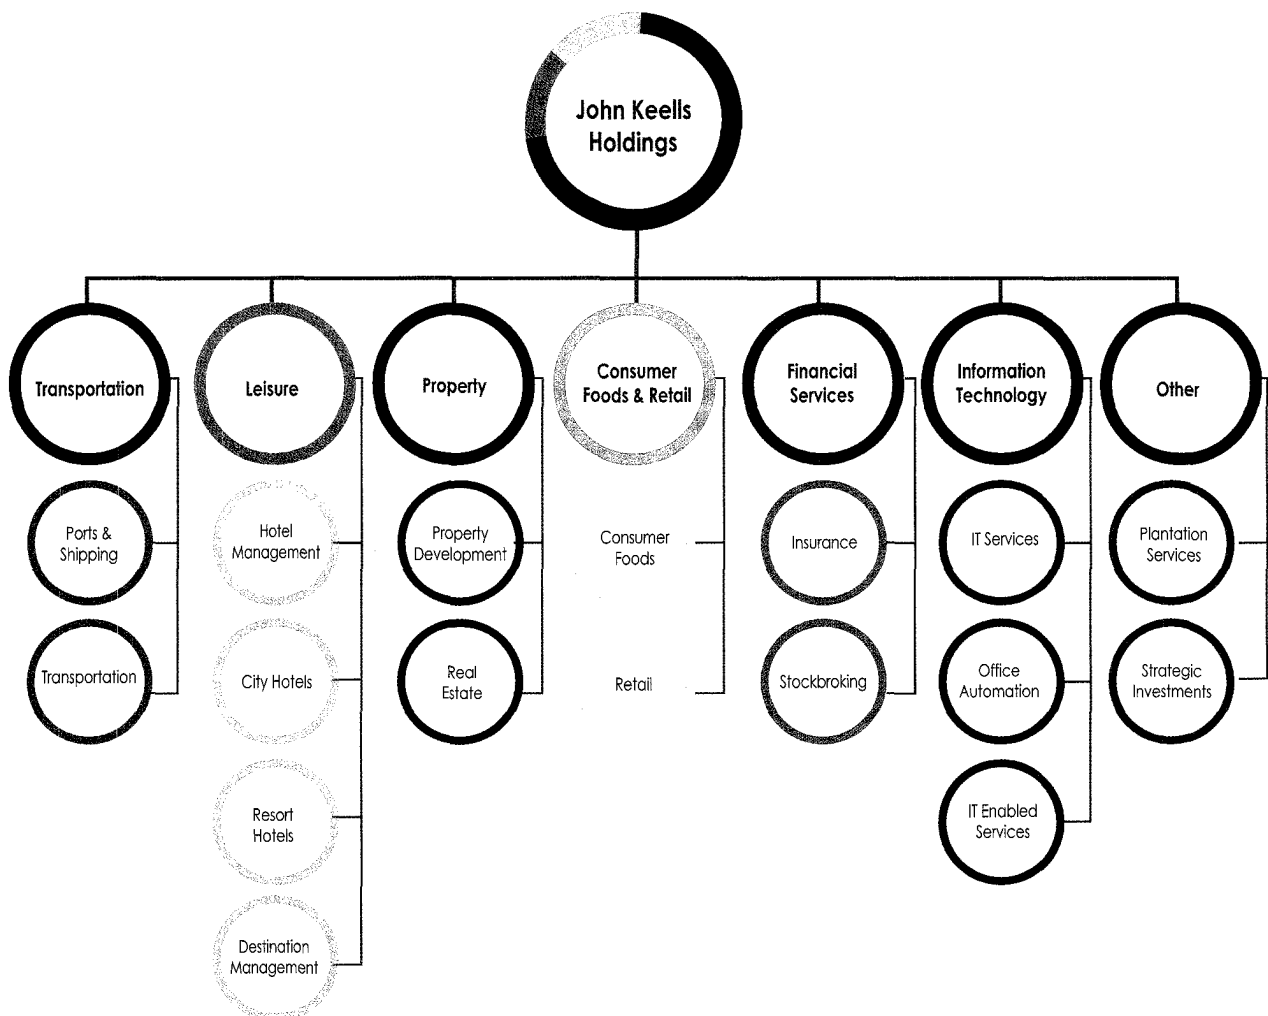 John Keells
Holdings
Transportation
Leisure
Property
Consumer
Foods & Retail
Financial
Services
Information
Technology
Other
Ports &
Shipping
Transportation
Hotel
Management
City Hotels
Resort
Hotels
Destination
Management
Property
Development
Real
Estate
Consumer
Foods
Retail
Insurance
Stockbroking
IT Services
Office
Automation
IT Enabled
Services
Plantation
Services
Strategic
Investments